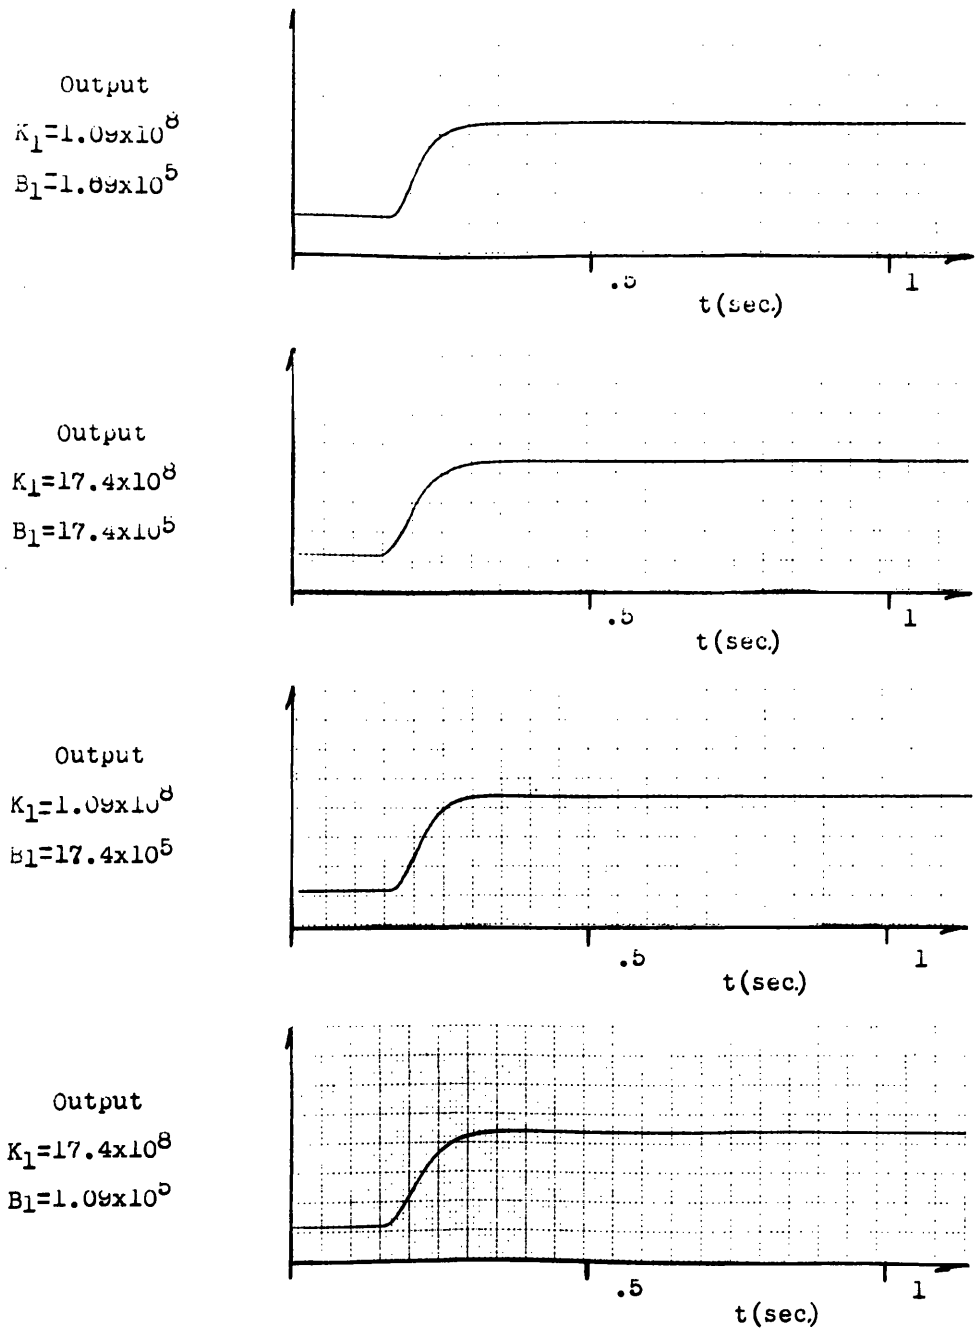 Output
K1=1.09x10^8
B1=1.09x10^5
.5
1
t(sec.)
Output
K1=17.4x10^8
B1=17.4x10^5
.5
1
t(sec.)
Output
K1=1.09x10^8
B1=17.4x10^5
.5
1
t(sec.)
Output
K1=17.4x10^8
B1=1.09x10^5
.5
1
t(sec.)